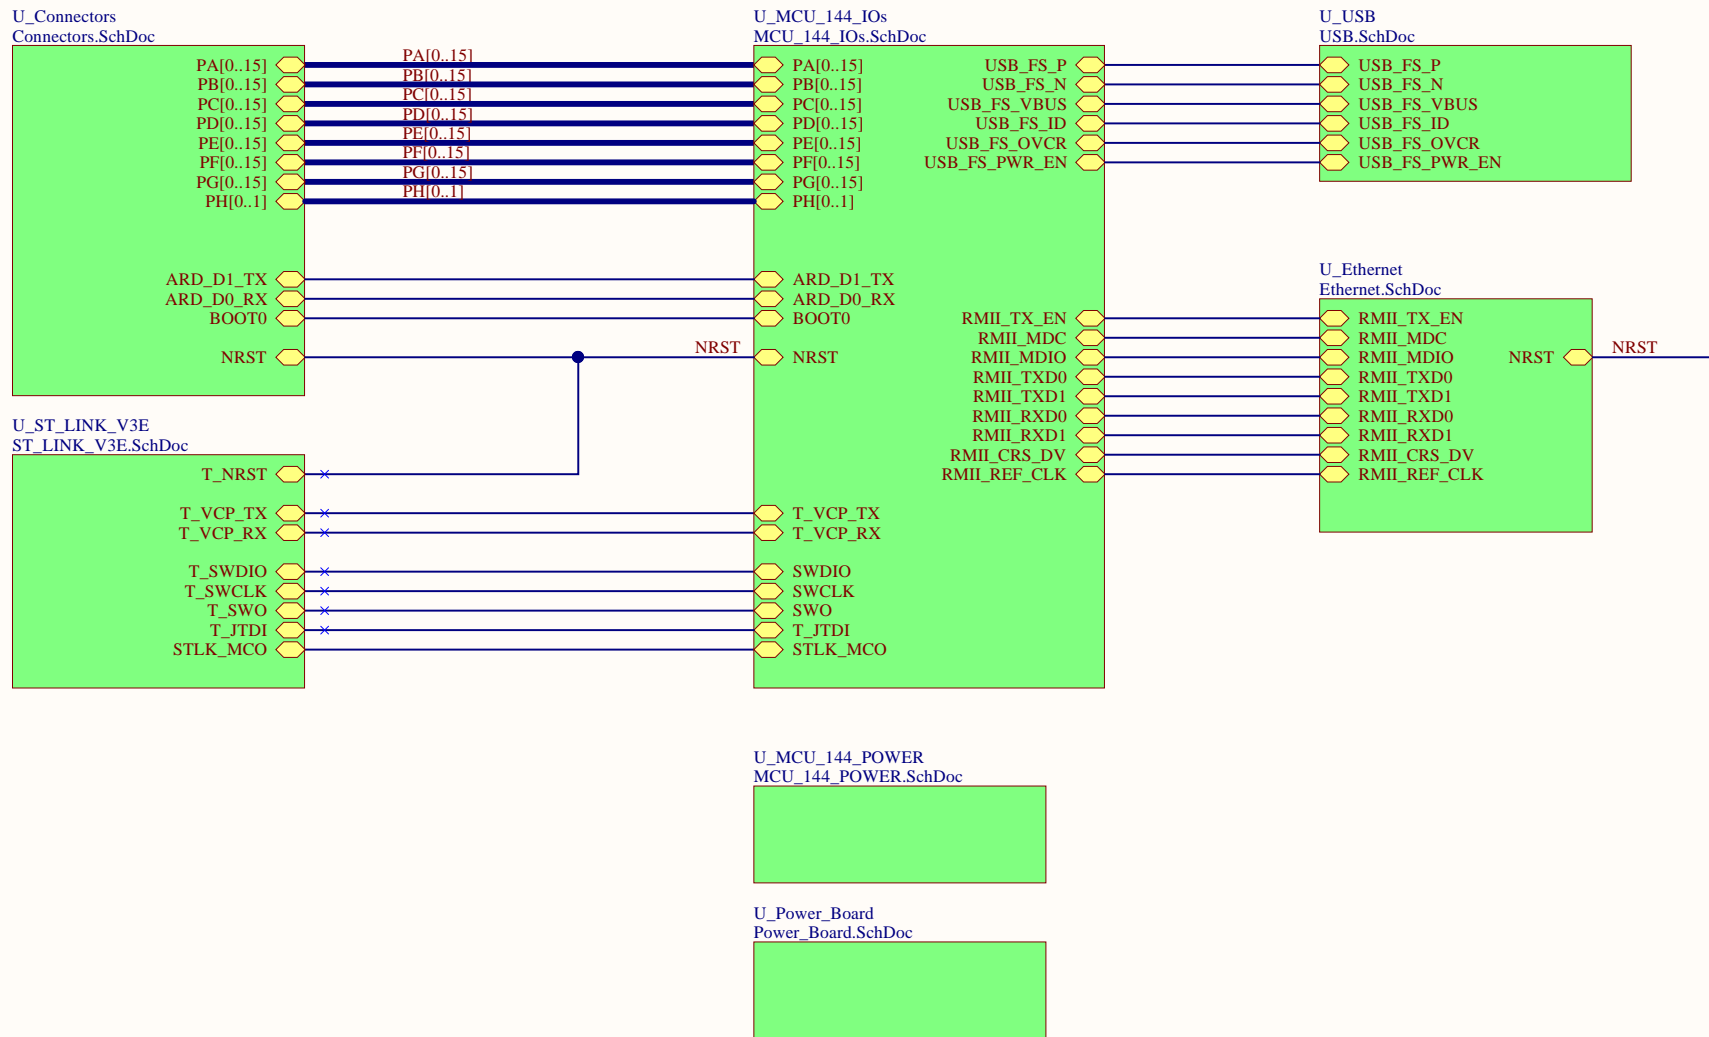 U_Connectors
Connectors.SchDoc
PA[0..15]
PB[0..15]
PC[0..15]
PD[0..15]
PE[0..15]
PF[0..15]
PG[0..15]
PH[0..1]
ARD_D1_TX
ARD_D0_RX
BOOT0
NRST
PA[0..15]
PB[0..15]
PC[0..15]
PD[0..15]
PE[0..15]
PF[0..15]
PG[0..15]
PH[0..1]
NRST
U_ST_LINK_V3E
ST_LINK_V3E.SchDoc
T_NRST
T_VCP_TX
T_VCP_RX
T_SWDIO
T_SWCLK
T_SWO
T_JTDI
STLK_MCO
U_MCU_144_IOs
MCU_144_IOs.SchDoc
PA[0..15]
PB[0..15]
PC[0..15]
PD[0..15]
PE[0..15]
PF[0..15]
PG[0..15]
PH[0..1]
ARD_D1_TX
ARD_D0_RX
BOOT0
NRST
T_VCP_TX
T_VCP_RX
SWDIO
SWCLK
SWO
T_JTDI
STLK_MCO
USB_FS_P
USB_FS_N
USB_FS_VBUS
USB_FS_ID
USB_FS_OVCR
USB_FS_PWR_EN
RMII_TX_EN
RMII_MDC
RMII_MDIO
RMII_TXD0
RMII_TXD1
RMII_RXD0
RMII_RXD1
RMII_CRS_DV
RMII_REF_CLK
U_USB
USB.SchDoc
USB_FS_P
USB_FS_N
USB_FS_VBUS
USB_FS_ID
USB_FS_OVCR
USB_FS_PWR_EN
U_Ethernet
Ethernet.SchDoc
RMII_TX_EN
RMII_MDC
RMII_MDIO
RMII_TXD0
RMII_TXD1
RMII_RXD0
RMII_RXD1
RMII_CRS_DV
RMII_REF_CLK
NRST
NRST
U_MCU_144_POWER
MCU_144_POWER.SchDoc
U_Power_Board
Power_Board.SchDoc